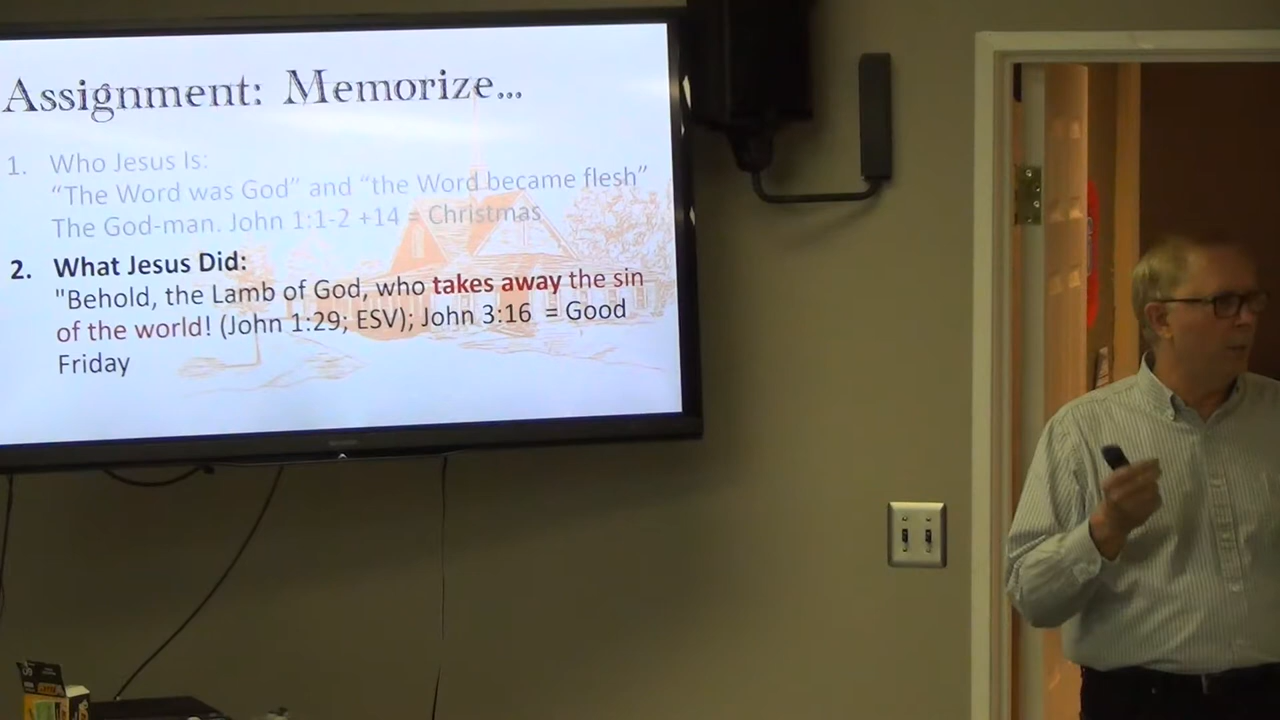 Assignment: Memorize...
1. Who Jesus Is:
“The Word was God” and “the Word became flesh”
The God-man. John 1:1-2 +14 = Christmas
2. What Jesus Did:
"Behold, the Lamb of God, who takes away the sin
of the world! (John 1:29; ESV); John 3:16 = Good
Friday